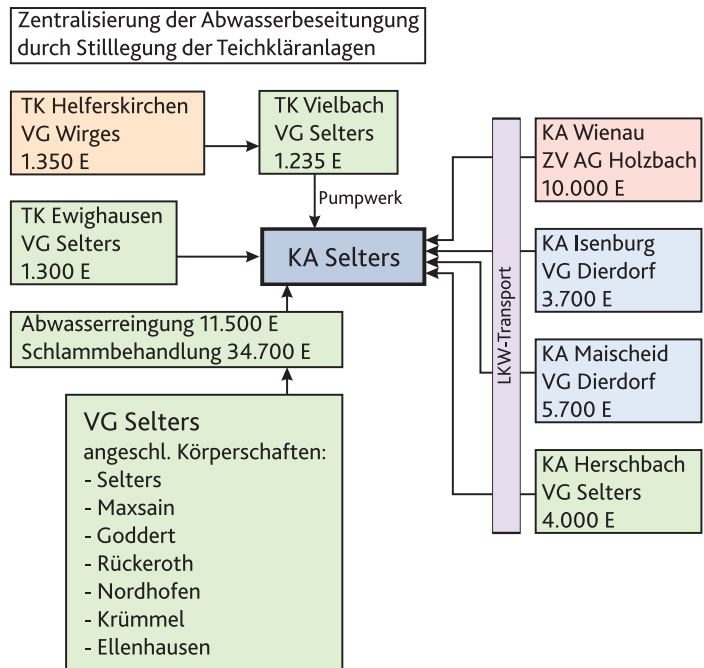 Zentralisierung der Abwasserbeseitungung
durch Stilllegung der Teichkläranlagen
TK Helferskirchen
VG Wirges
1.350 E
TK Vielbach
VG Selters
1.235 E
Pumpwerk
TK Ewighausen
VG Selters
1.300 E
KA Selters
Abwasserreingung 11.500 E
Schlammbehandlung 34.700 E
VG Selters
angeschl. Körperschaften:
- Selters
- Maxsain
- Goddert
- Rückeroth
- Nordhofen
- Krümmel
- Ellenhausen
LKW-Transport
KA Wienau
ZV AG Holzbach
10.000 E
KA Isenburg
VG Dierdorf
3.700 E
KA Maischeid
VG Dierdorf
5.700 E
KA Herschbach
VG Selters
4.000 E